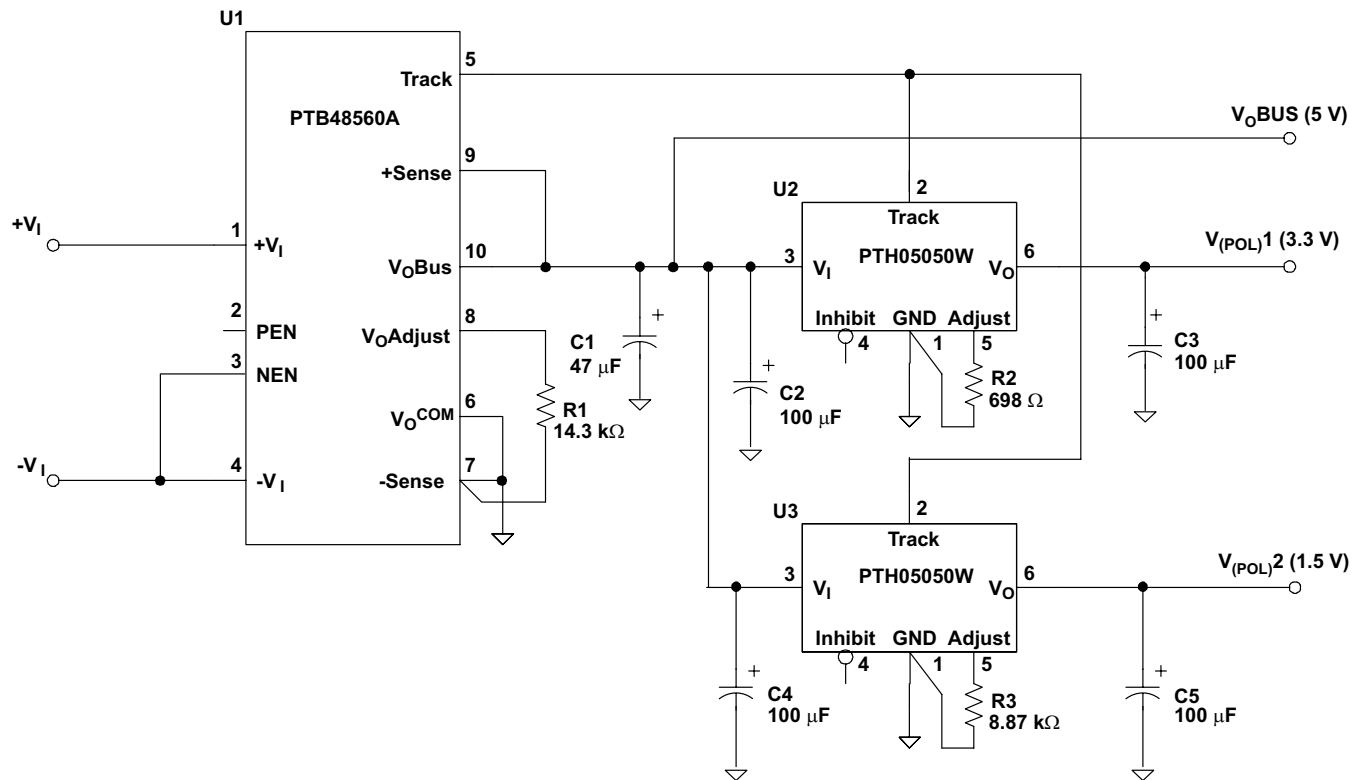 U1
5
Track
PTB48560A
VOBUS (5 V)
9
+Sense
2
U2
Track
+VI
1
+VI
10
VOBus
3
VI
PTH05050W
VO
6
V(POL)1 (3.3 V)
2
PEN
8
VOAdjust
Inhibit
GND
Adjust
4
1
5
C1
47 μF
+
C2
100 μF
+
R2
698 Ω
C3
100 μF
+
3
NEN
6
VOCOM
R1
14.3 kΩ
-VI
4
-VI
7
-Sense
2
U3
Track
3
VI
PTH05050W
VO
6
V(POL)2 (1.5 V)
Inhibit
GND
Adjust
4
1
5
C4
100 μF
+
R3
8.87 kΩ
C5
100 μF
+